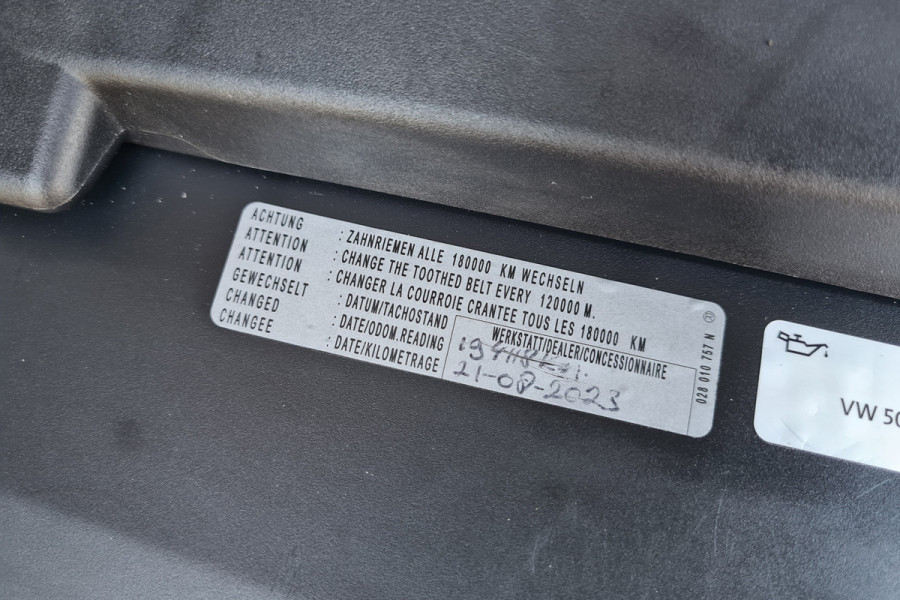 ACHTUNG : ZAHNRIEMEN ALLE 180000 KM WECHSELN
ATTENTION : CHANGE THE TOOTHED BELT EVERY 120000 M.
ATTENTION : CHANGER LA COURROIE CRANTEE TOUS LES 180000 KM
GEWECHSELT : DATUM/TACHOSTAND
CHANGED : DATE/ODOM.READING
CHANGEE : DATE/KILOMETRAGE
WERKSTATT/DEALER/CONCESSIONNAIRE
21-08-2023
028 010 757 N
VW 50